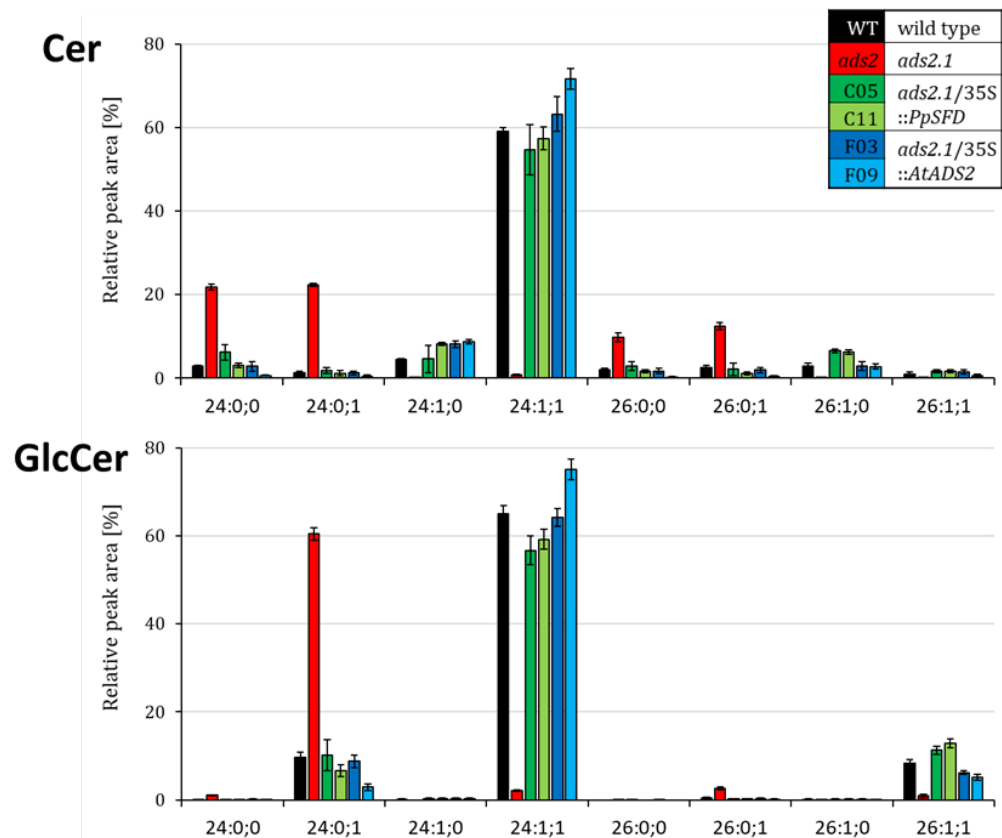 Cer
Relative peak area [%]
80
60
40
20
0
24:0;0 24:0;1 24:1;0 24:1;1 26:0;0 26:0;1 26:1;0 26:1;1
WT wild type
ads2 ads2.1
C05 ads2.1/35S
C11 ::PpSFD
F03 ads2.1/35S
F09 ::AtADS2
GlcCer
Relative peak area [%]
80
60
40
20
0
24:0;0 24:0;1 24:1;0 24:1;1 26:0;0 26:0;1 26:1;0 26:1;1